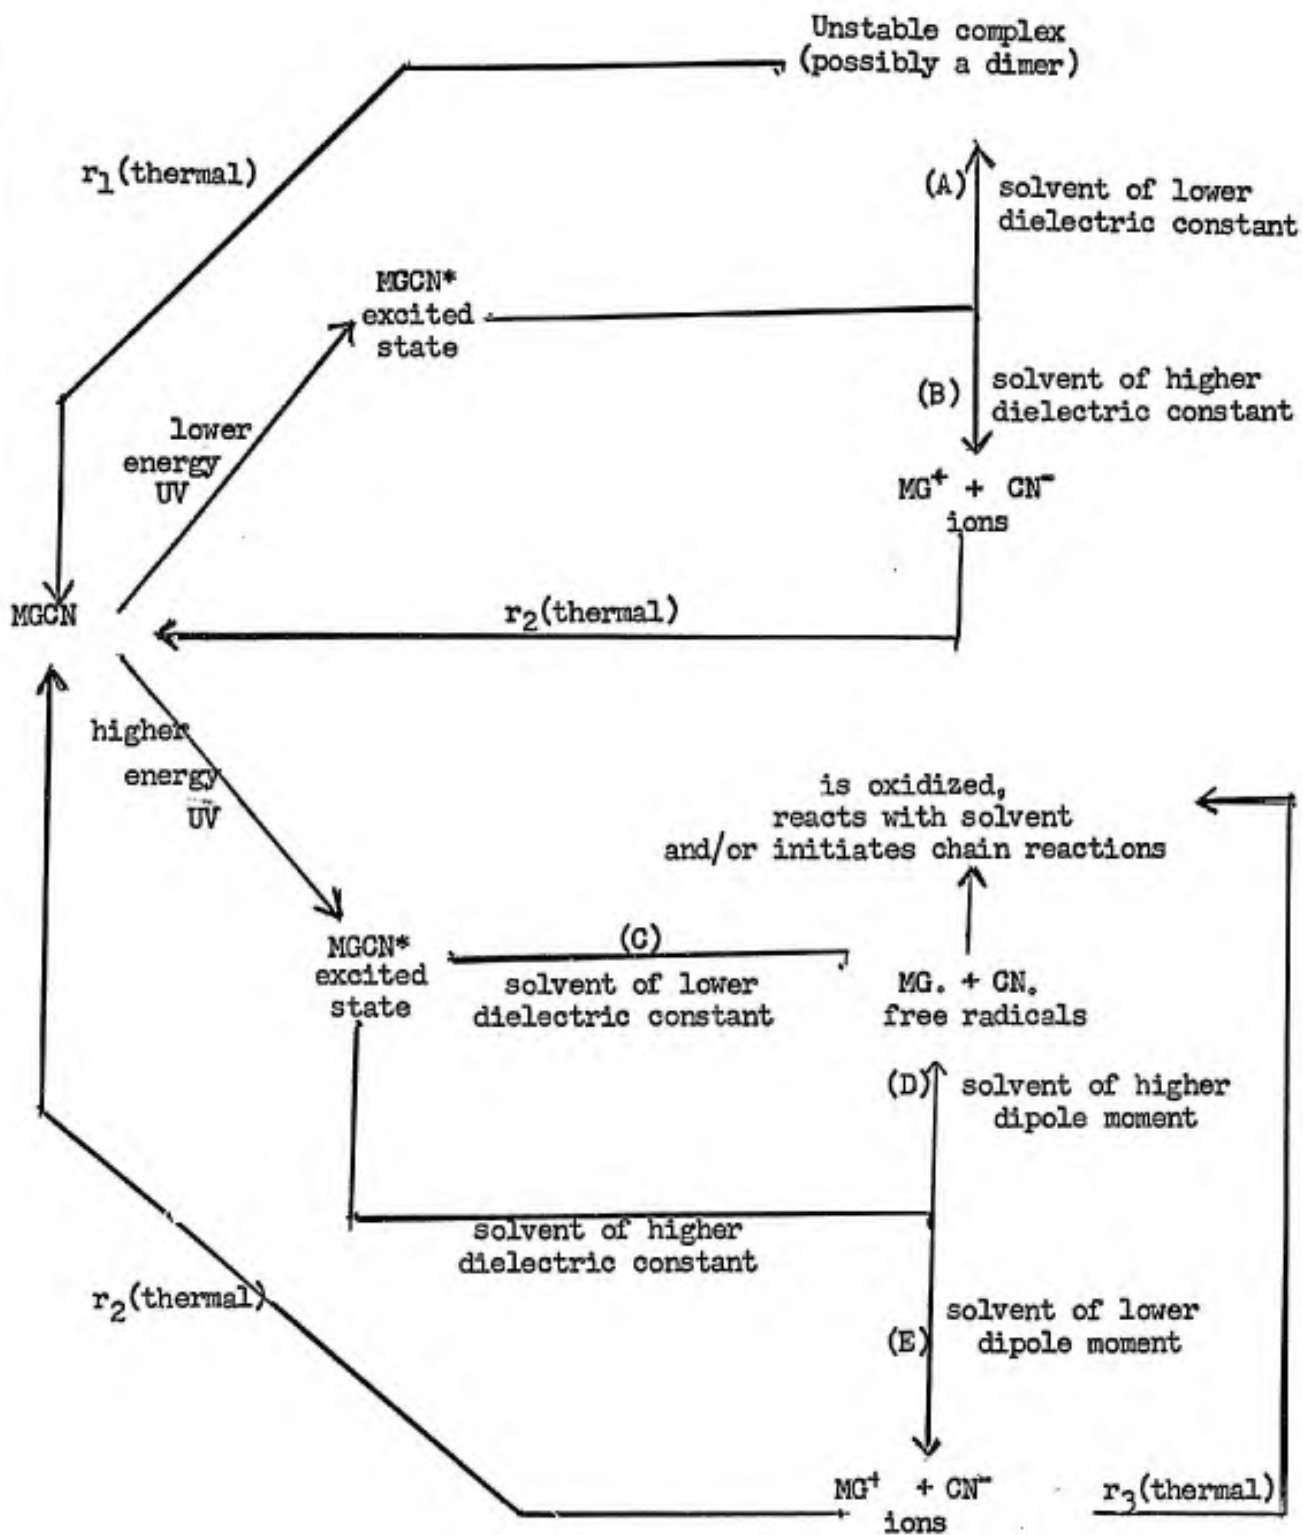 Unstable complex
(possibly a dimer)
r₁(thermal)
(A)
solvent of lower
dielectric constant
MGCN*
excited
state
(B)
solvent of higher
dielectric constant
lower
energy
UV
MG⁺ + CN⁻
ions
MGCN
r₂(thermal)
higher
energy
UV
is oxidized,
reacts with solvent
and/or initiates chain reactions
MGCN*
excited
state
(C)
solvent of lower
dielectric constant
MG. + CN.
free radicals
(D)
solvent of higher
dipole moment
solvent of higher
dielectric constant
r₂(thermal)
(E)
solvent of lower
dipole moment
MG⁺ + CN⁻
ions
r₃(thermal)